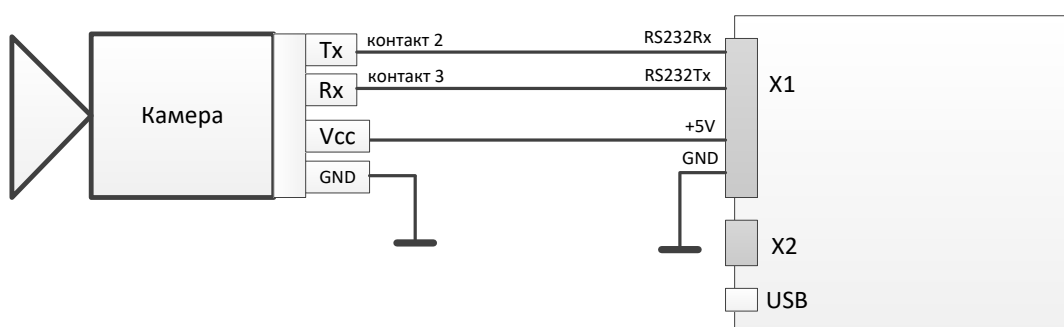 Tx контакт 2 RS232Rx
Rx контакт 3 RS232Tx
X1
Камера
Vcc +5V
GND GND
X2
USB